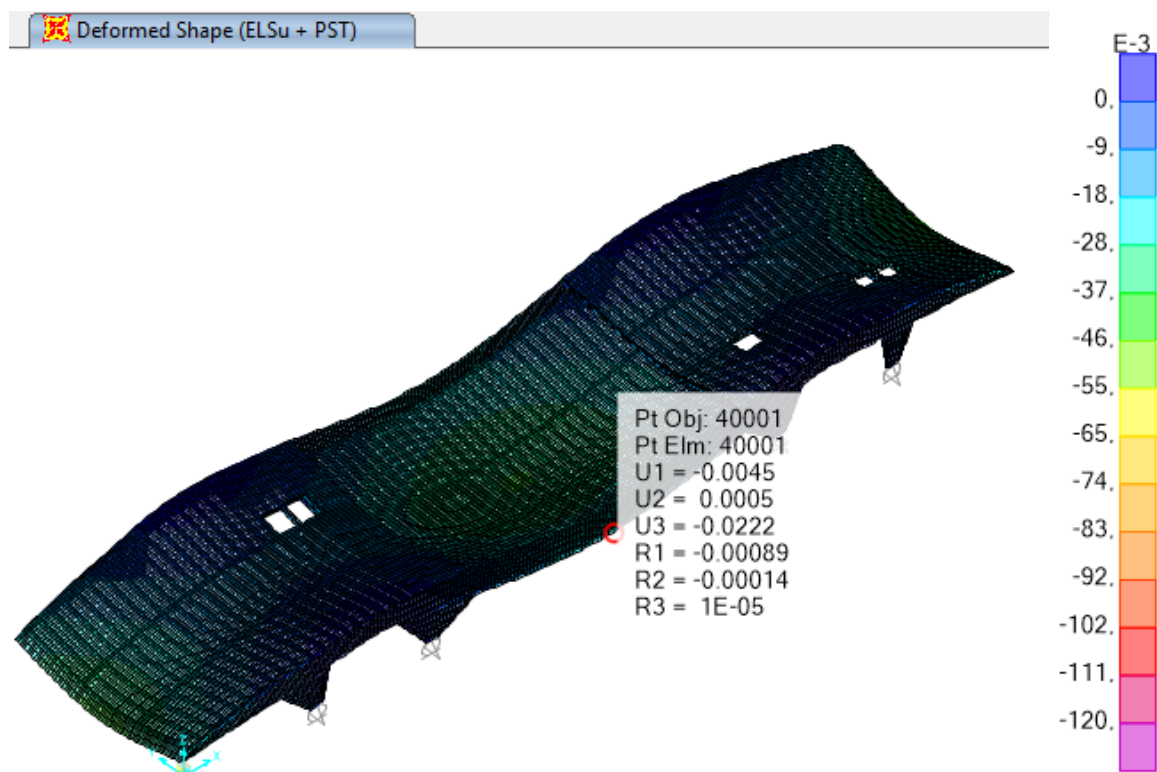 Deformed Shape (ELSu + PST)
E-3
0,
-9,
-18,
-28,
-37,
-46,
-55,
-65,
-74,
-83,
-92,
-102,
-111,
-120,
Pt Obj: 40001
Pt Elm: 40001
U1 = -0.0045
U2 = 0.0005
U3 = -0.0222
R1 = -0.00089
R2 = -0.00014
R3 = 1E-05
Z
X